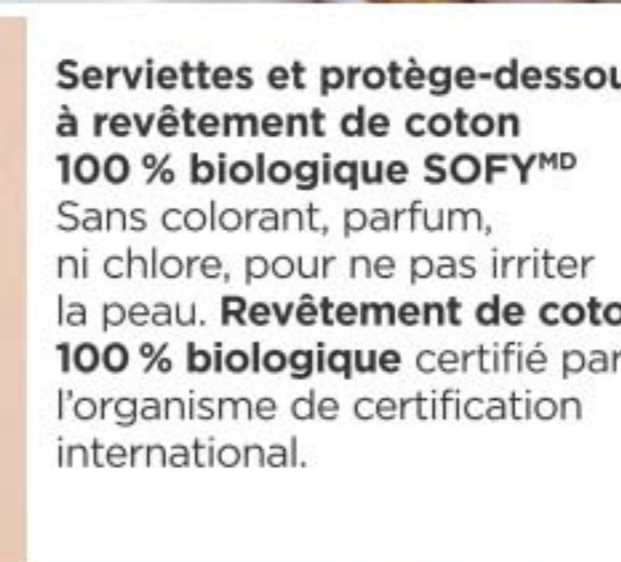 Serviettes et protège-dessou
à revêtement de coton
100 % biologique SOFYᴹᴰ
Sans colorant, parfum,
ni chlore, pour ne pas irriter
la peau. Revêtement de coto
100 % biologique certifié par
l’organisme de certification
international.